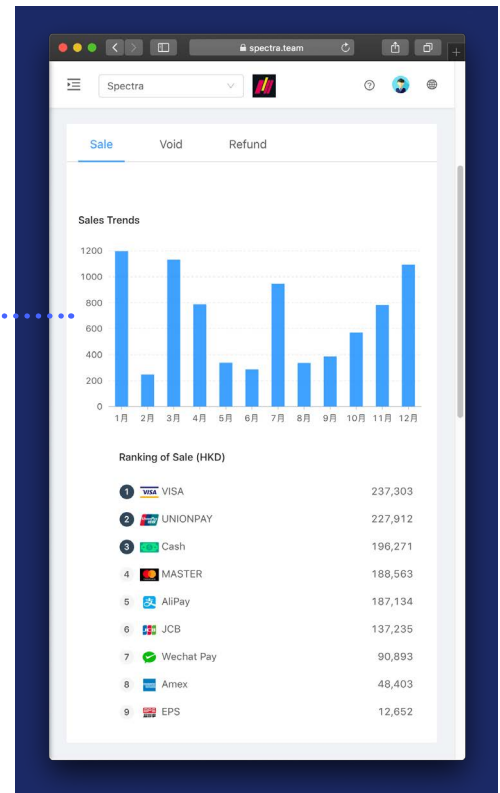 spectra.team
Spectra
Sale Void Refund
Sales Trends
1200
1000
800
600
400
200
0
1月 2月 3月 4月 5月 6月 7月 8月 9月 10月 11月 12月
Ranking of Sale (HKD)
1 VISA VISA 237,303
2 UNIONPAY 227,912
3 Cash 196,271
4 MASTER 188,563
5 支 AliPay 187,134
6 JCB JCB 137,235
7 Wechat Pay 90,893
8 Amex 48,403
9 EPS EPS 12,652